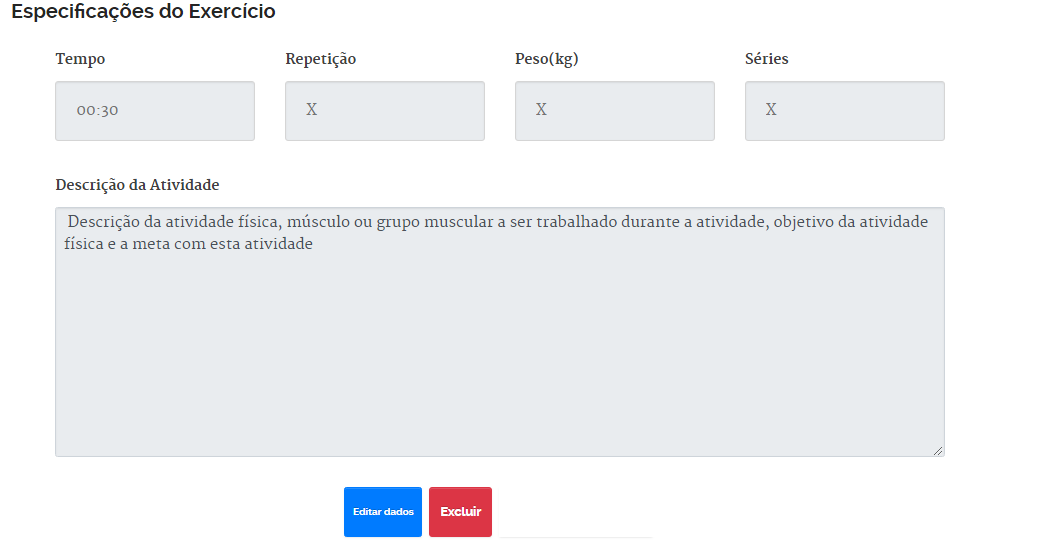 Especificações do Exercício
Tempo Repetição Peso(kg) Séries
00:30 X X X
Descrição da Atividade
Descrição da atividade física, músculo ou grupo muscular a ser trabalhado durante a atividade, objetivo da atividade
física e a meta com esta atividade
Editar dados Excluir